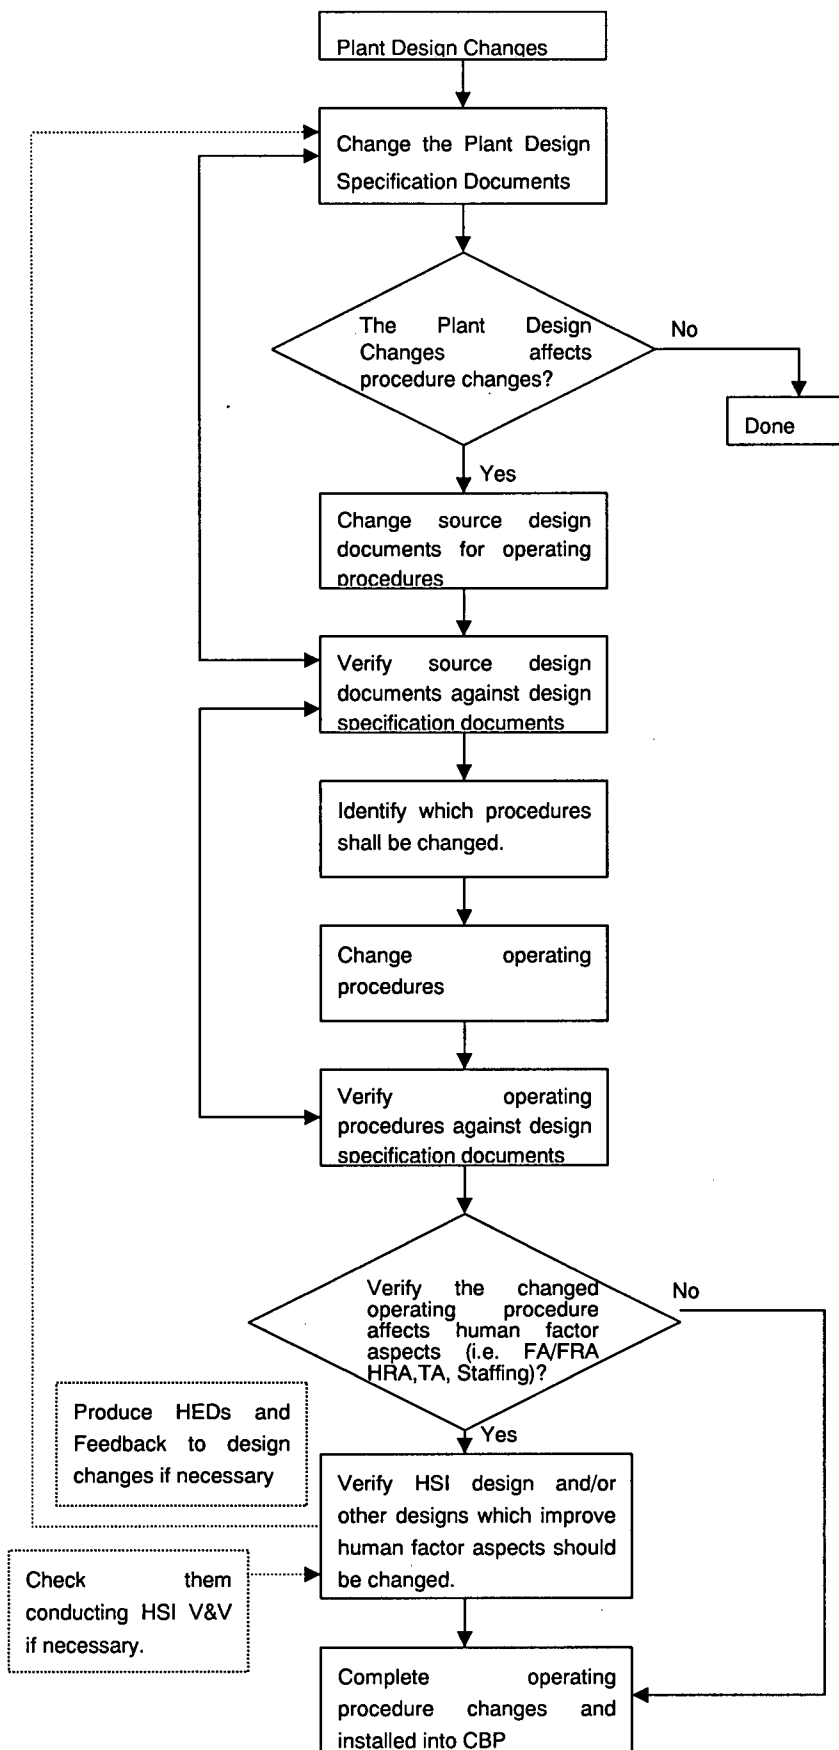 Plant Design Changes
Change the Plant Design
Specification Documents
The Plant Design
Changes affects
procedure changes?
No
Done
Yes
Change source design
documents for operating
procedures
Verify source design
documents against design
specification documents
Identify which procedures
shall be changed.
Change operating
procedures
Verify operating
procedures against design
specification documents
Verify the changed
operating procedure
affects human factor
aspects (i.e. FA/FRA
HRA,TA, Staffing)?
No
Yes
Produce HEDs and
Feedback to design
changes if necessary
Verify HSI design and/or
other designs which improve
human factor aspects should
be changed.
Check them
conducting HSI V&V
if necessary.
Complete operating
procedure changes and
installed into CBP